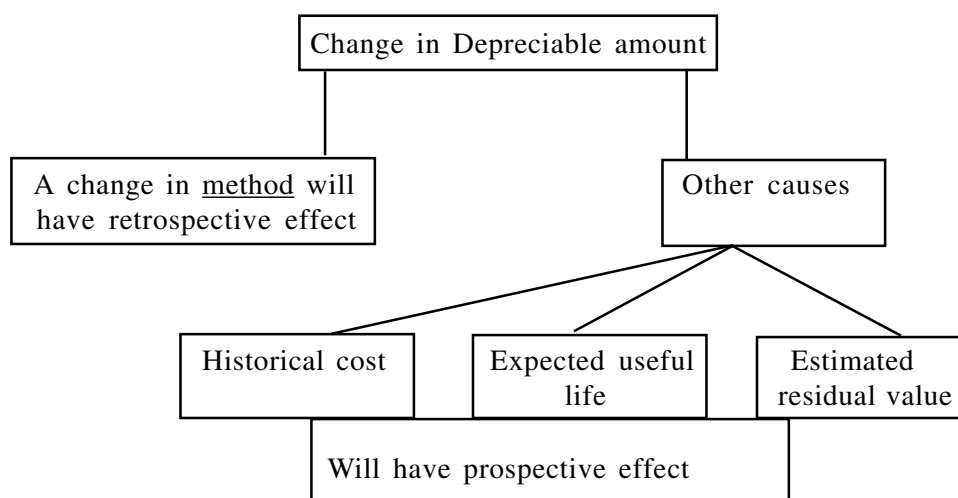 Change in Depreciable amount
A change in method will
have retrospective effect
Other causes
Historical cost
Expected useful
life
Estimated
residual value
Will have prospective effect